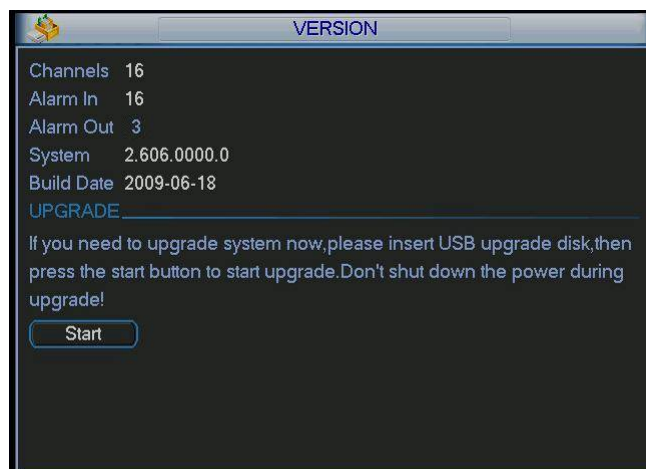 VERSION
Channels 16
Alarm In 16
Alarm Out 3
System 2.606.0000.0
Build Date 2009-06-18
UPGRADE
If you need to upgrade system now,please insert USB upgrade disk,then
press the start button to start upgrade.Don't shut down the power during
upgrade!
Start